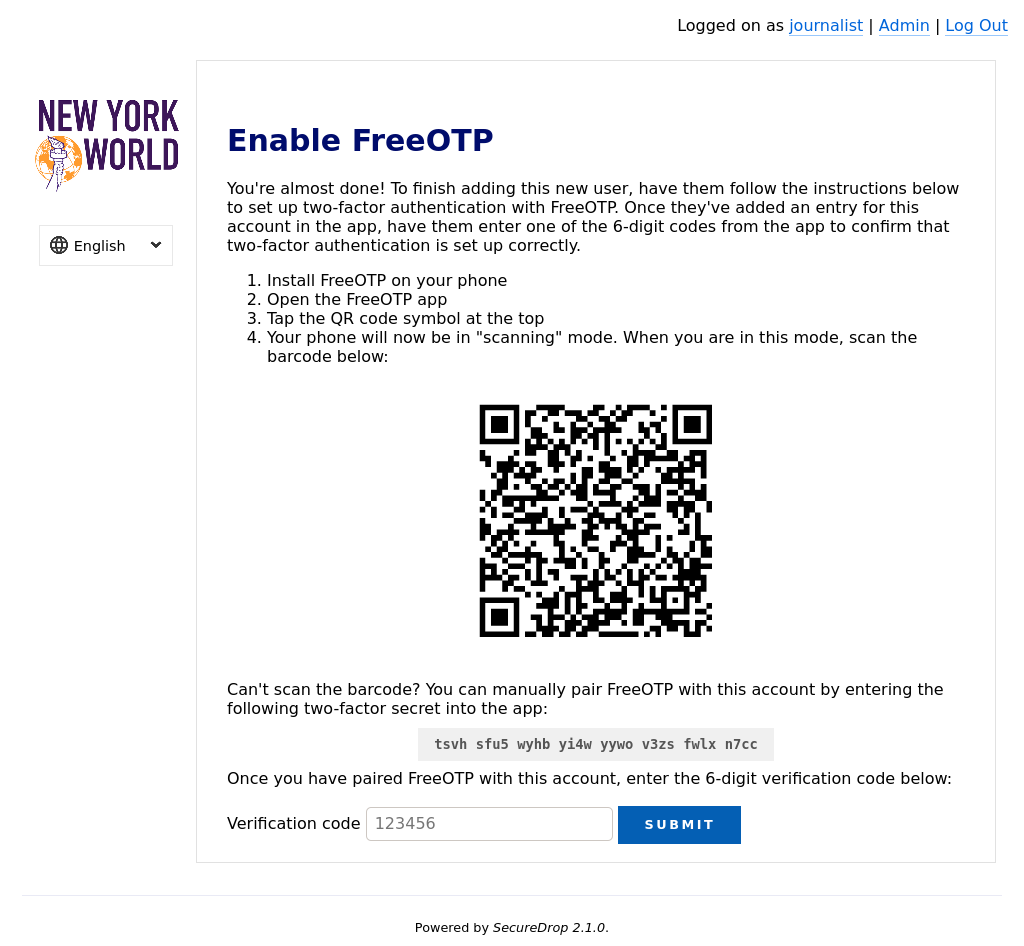 Logged on as journalist | Admin | Log Out
NEW YORK
WORLD
English
Enable FreeOTP
You're almost done! To finish adding this new user, have them follow the instructions below
to set up two-factor authentication with FreeOTP. Once they've added an entry for this
account in the app, have them enter one of the 6-digit codes from the app to confirm that
two-factor authentication is set up correctly.
1. Install FreeOTP on your phone
2. Open the FreeOTP app
3. Tap the QR code symbol at the top
4. Your phone will now be in "scanning" mode. When you are in this mode, scan the
barcode below:
Can't scan the barcode? You can manually pair FreeOTP with this account by entering the
following two-factor secret into the app:
tsvh sfu5 wyhb yi4w yywo v3zs fwlx n7cc
Once you have paired FreeOTP with this account, enter the 6-digit verification code below:
Verification code 123456 SUBMIT
Powered by SecureDrop 2.1.0.